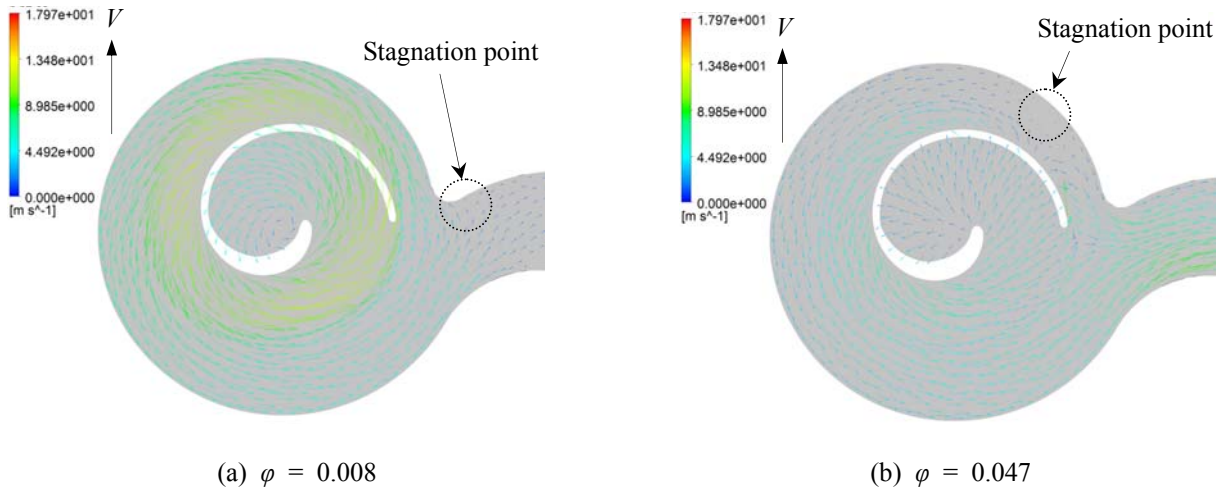 1.797e+001
1.348e+001
8.985e+000
4.492e+000
0.000e+000
[m s^-1]
V
Stagnation point
(a) φ = 0.008
1.797e+001
1.348e+001
8.985e+000
4.492e+000
0.000e+000
[m s^-1]
V
Stagnation point
(b) φ = 0.047